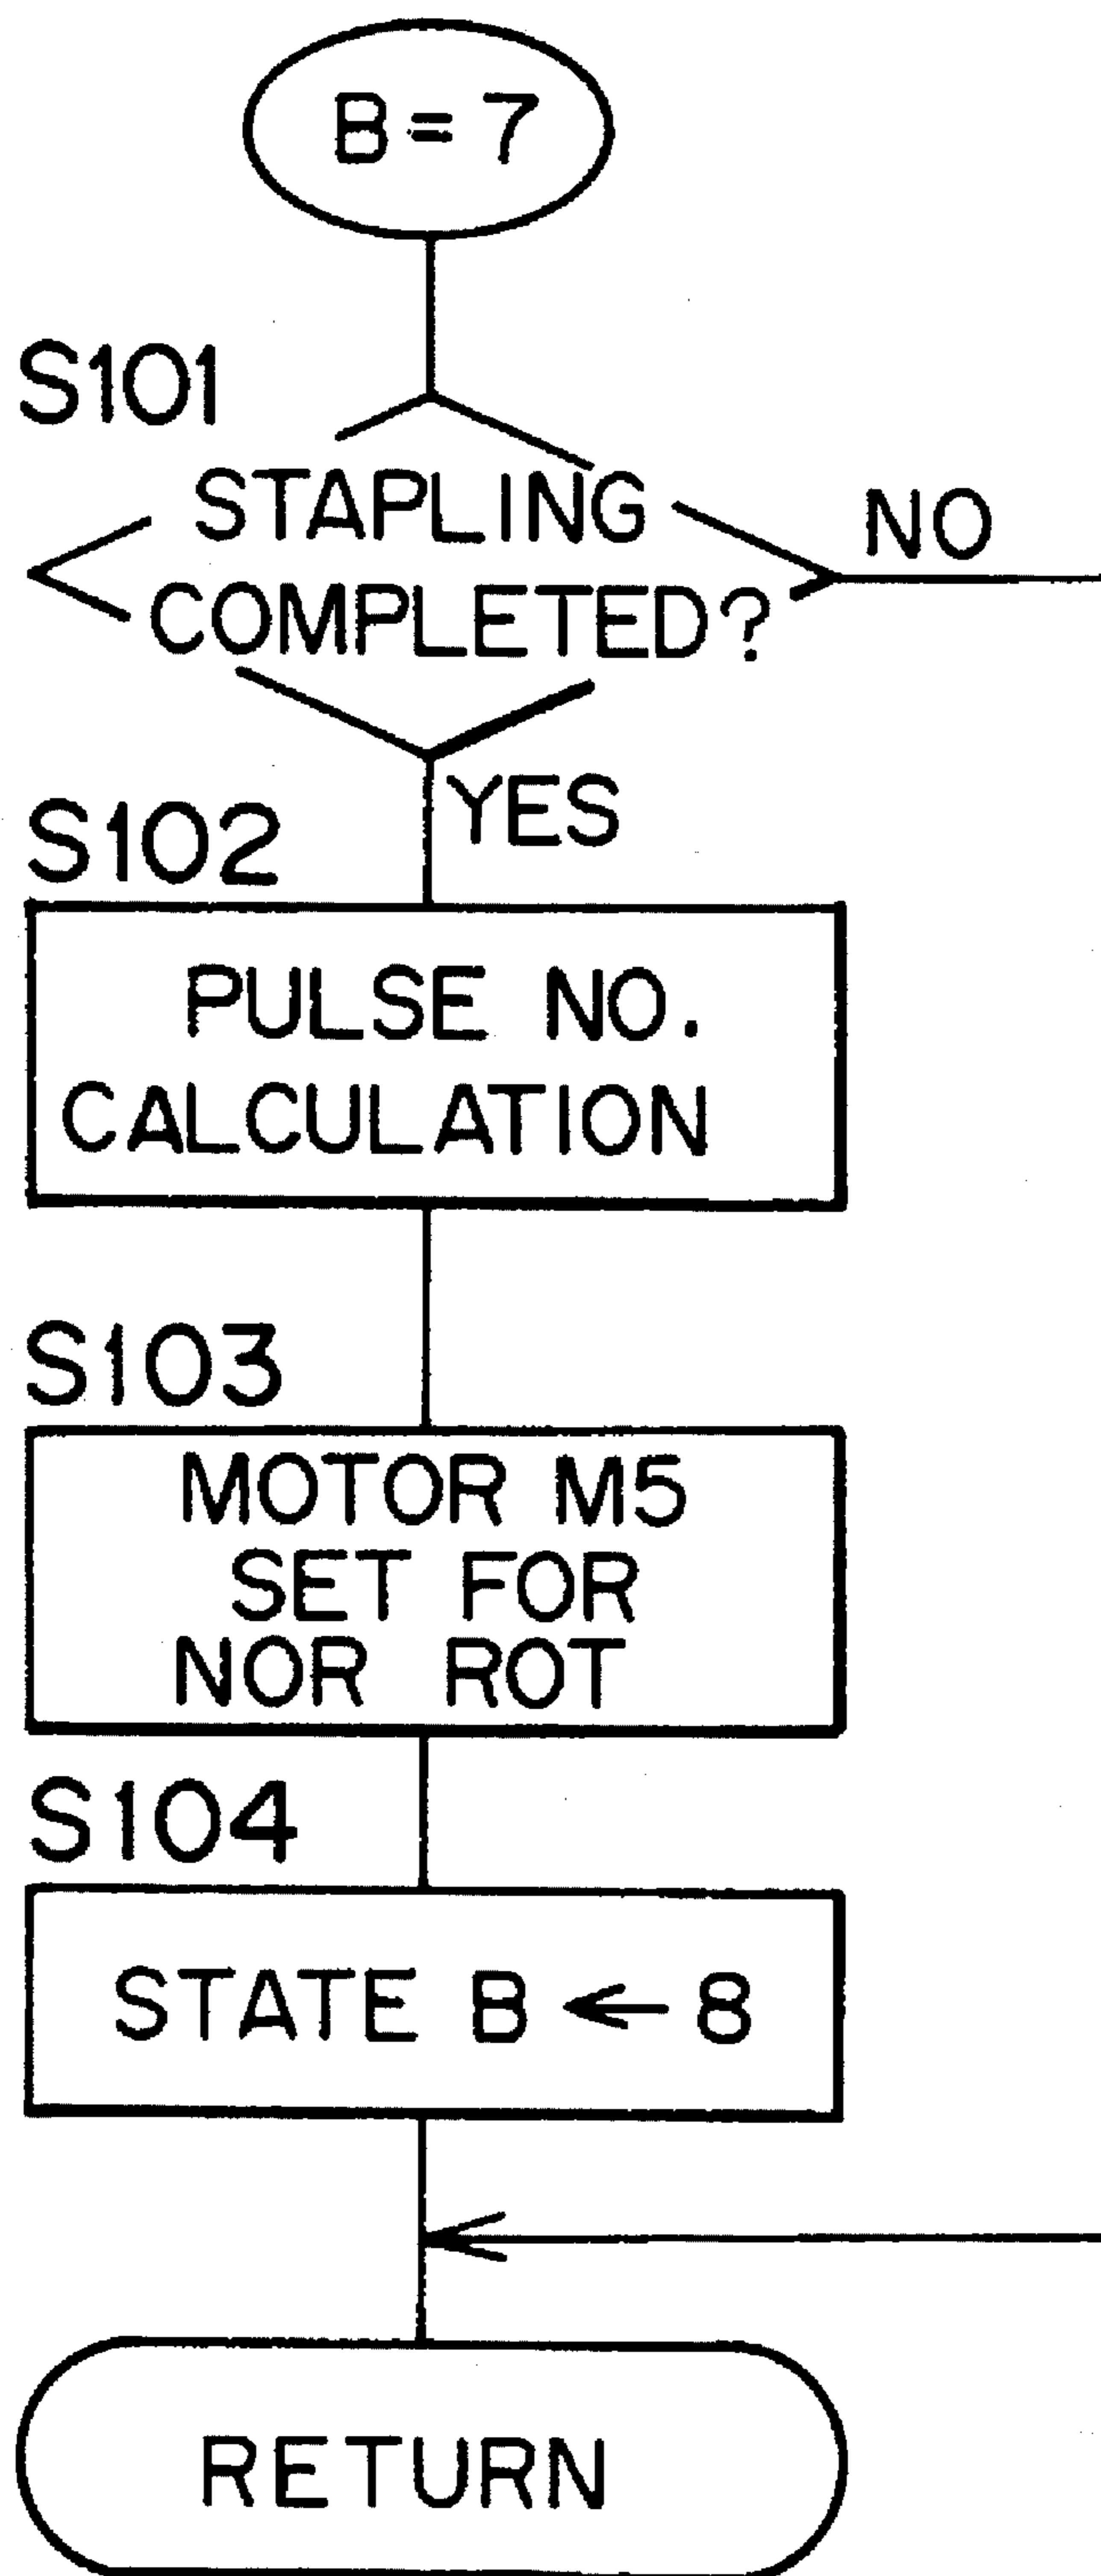 B = 7
S101
STAPLING
COMPLETED?
NO
YES
S102
PULSE NO.
CALCULATION
S103
MOTOR M5
SET FOR
NOR ROT
S104
STATE B ← 8
RETURN